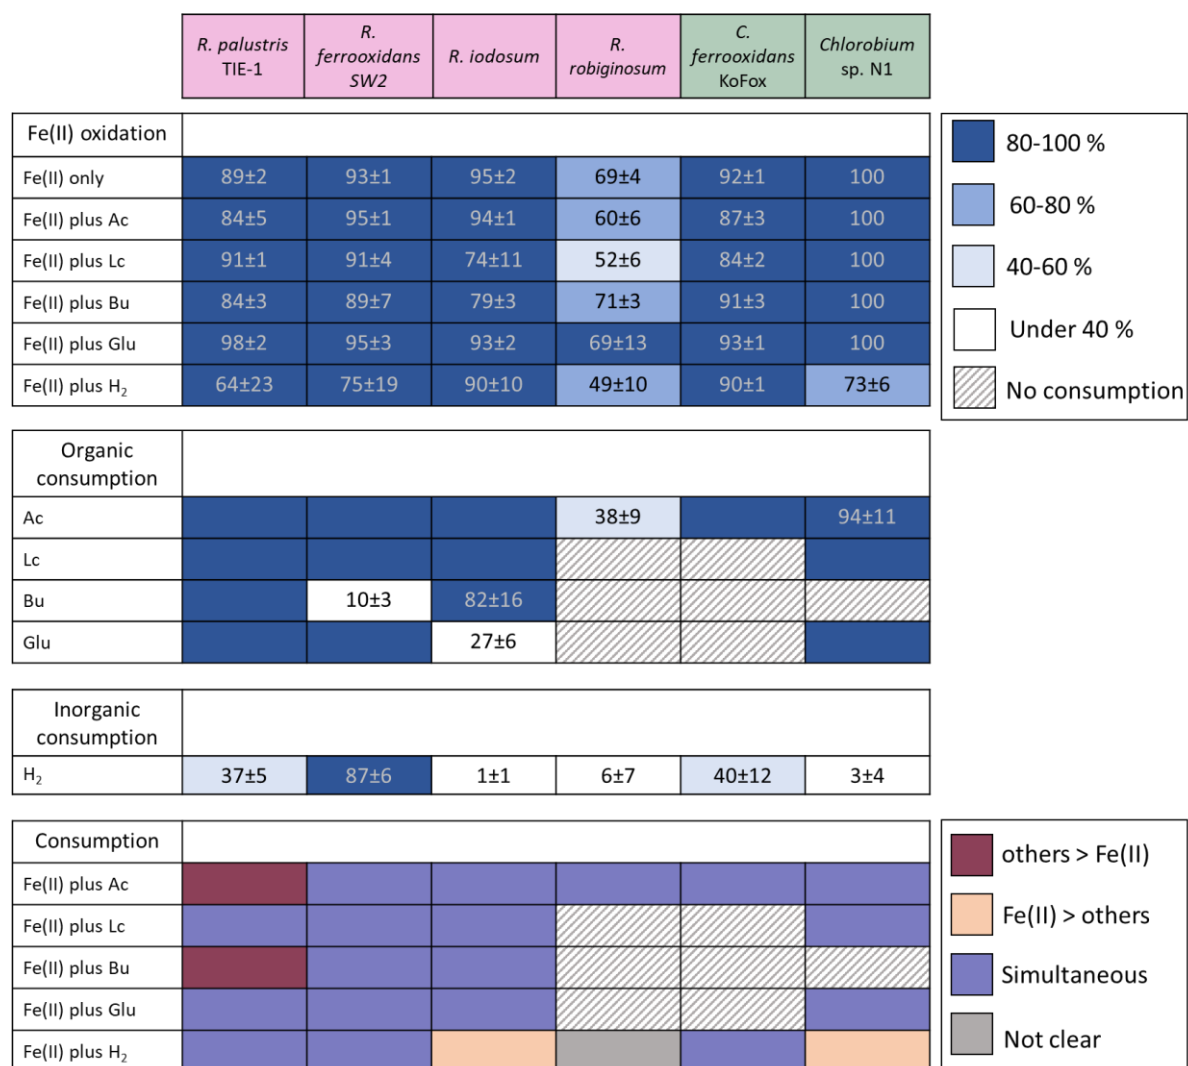 R. palustris TIE-1 R. ferrooxidans SW2 R. iodosum R. robiginosum C. ferrooxidans KoFox Chlorobium sp. N1
Fe(II) oxidation
Fe(II) only 89±2 93±1 95±2 69±4 92±1 100
Fe(II) plus Ac 84±5 95±1 94±1 60±6 87±3 100
Fe(II) plus Lc 91±1 91±4 74±11 52±6 84±2 100
Fe(II) plus Bu 84±3 89±7 79±3 71±3 91±3 100
Fe(II) plus Glu 98±2 95±3 93±2 69±13 93±1 100
Fe(II) plus H₂ 64±23 75±19 90±10 49±10 90±1 73±6
80-100 %
60-80 %
40-60 %
Under 40 %
No consumption
Organic
consumption
Ac 38±9 94±11
Lc
Bu 10±3 82±16
Glu 27±6
Inorganic
consumption
H₂ 37±5 87±6 1±1 6±7 40±12 3±4
Consumption
Fe(II) plus Ac
Fe(II) plus Lc
Fe(II) plus Bu
Fe(II) plus Glu
Fe(II) plus H₂
others > Fe(II)
Fe(II) > others
Simultaneous
Not clear